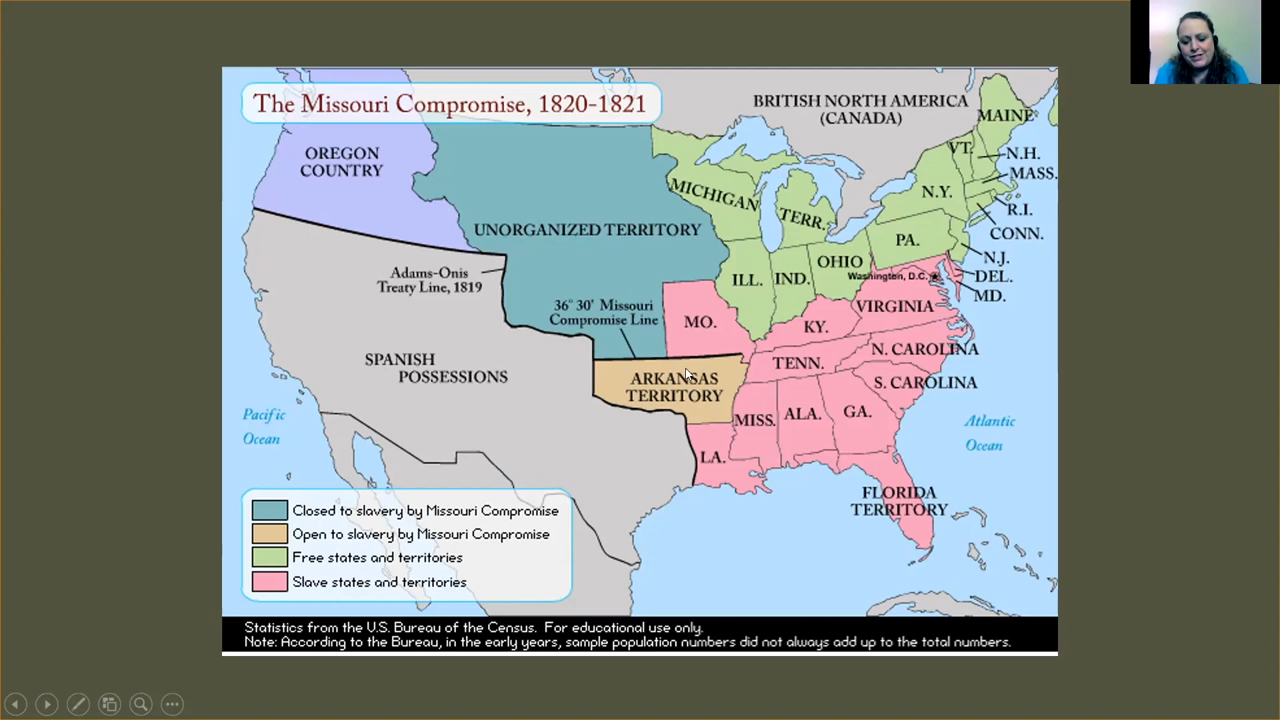 The Missouri Compromise, 1820-1821
BRITISH NORTH AMERICA
(CANADA)
MAINE
OREGON
COUNTRY
VT.
N.H.
MASS.
MICHIGAN
TERR.
N.Y.
R.I.
CONN.
UNORGANIZED TERRITORY
PA.
N.J.
OHIO
Adams-Onis
Treaty Line, 1819
ILL.
IND.
Washington, D.C.
DEL.
MD.
36° 30' Missouri
Compromise Line
MO.
KY.
VIRGINIA
SPANISH
POSSESSIONS
TENN.
N. CAROLINA
ARKANSAS
TERRITORY
S. CAROLINA
Pacific
Ocean
MISS.
ALA.
GA.
Atlantic
Ocean
LA.
FLORIDA
TERRITORY
Closed to slavery by Missouri Compromise
Open to slavery by Missouri Compromise
Free states and territories
Slave states and territories
Statistics from the U.S. Bureau of the Census. For educational use only.
Note: According to the Bureau, in the early years, sample population numbers did not always add up to the total numbers.